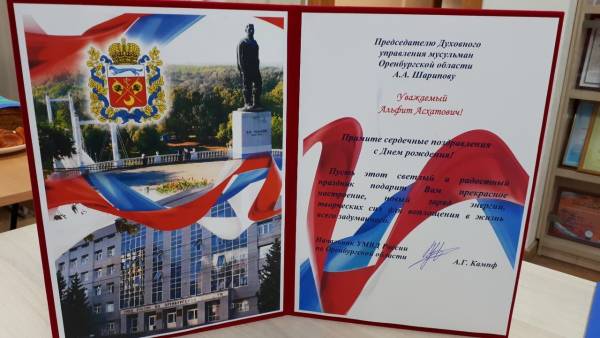 Председателю Духовного
управления мусульман
Оренбургской области
А.А. Шарипову
Уважаемый
Альфит Асхатович!
Примите сердечные поздравления
с Днем рождения!
Пусть этот светлый и радостный
праздник подарит Вам прекрасное
настроение, новый заряд энергии,
творческих сил для воплощения в жизнь
всего задуманного.
Начальник УМВД России
по Оренбургской области
А.Г. Кампф